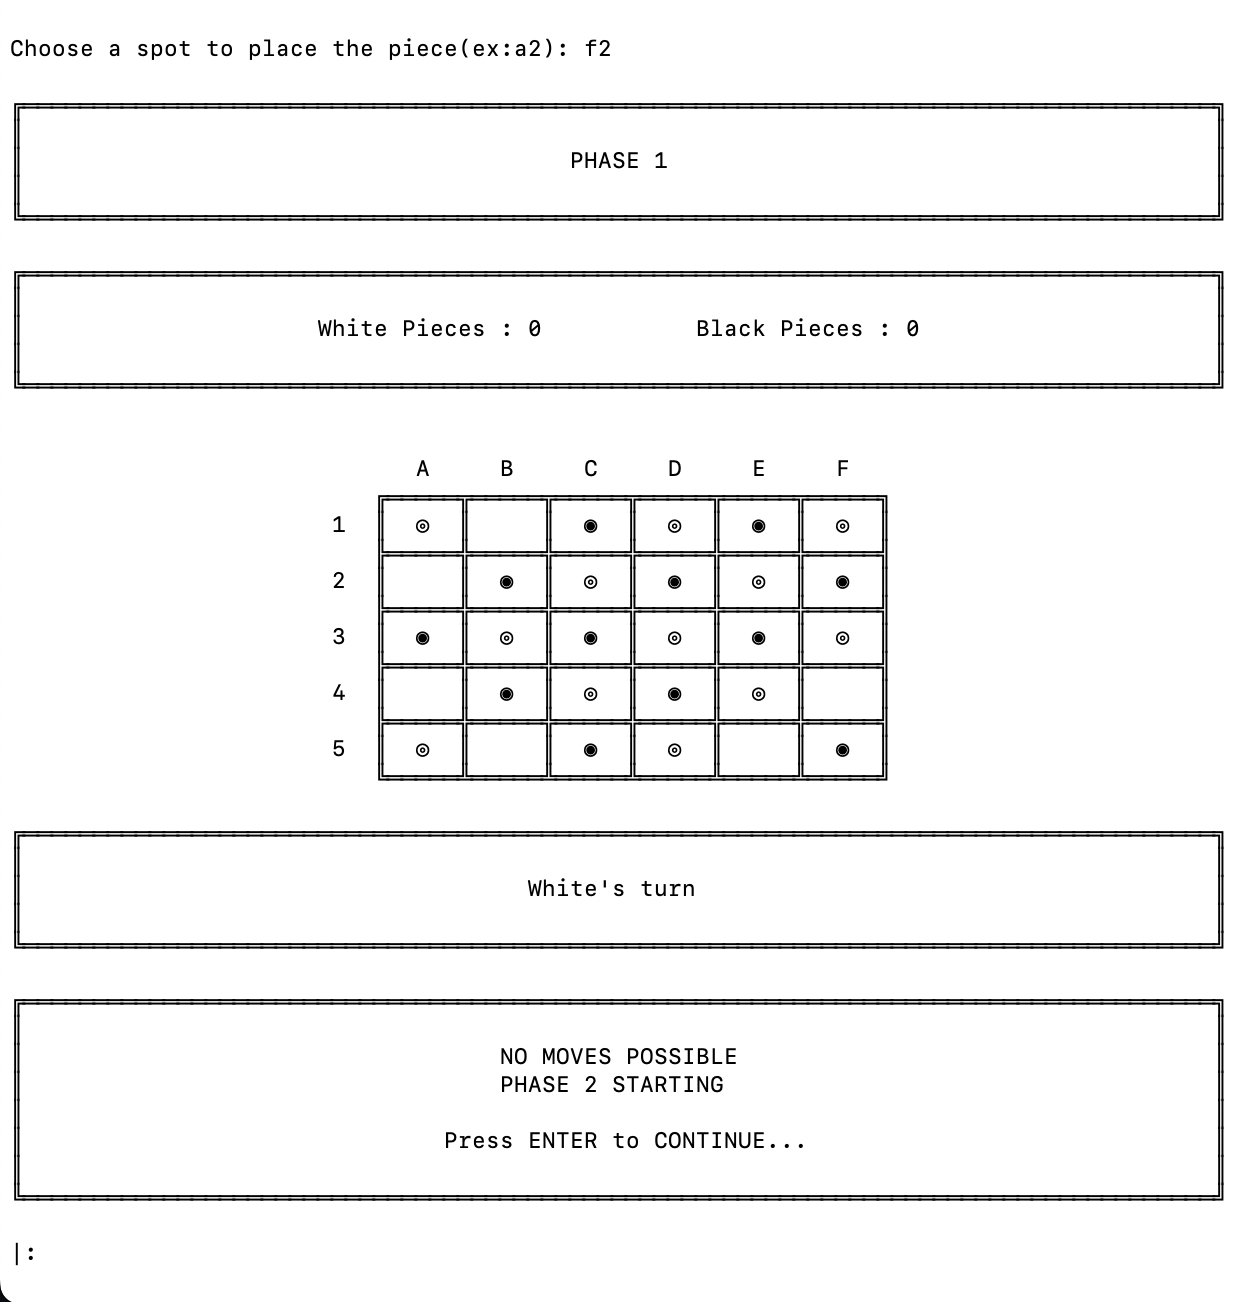 Choose a spot to place the piece(ex:a2): f2
PHASE 1
White Pieces : 0 Black Pieces : 0
A B C D E F
1 ◎ ◉ ◎ ◉ ◎
2 ◉ ◎ ◉ ◎ ◉
3 ◉ ◎ ◉ ◎ ◉ ◎
4 ◉ ◎ ◉ ◎
5 ◎ ◉ ◎ ◉
White's turn
NO MOVES POSSIBLE
PHASE 2 STARTING
Press ENTER to CONTINUE...
|: